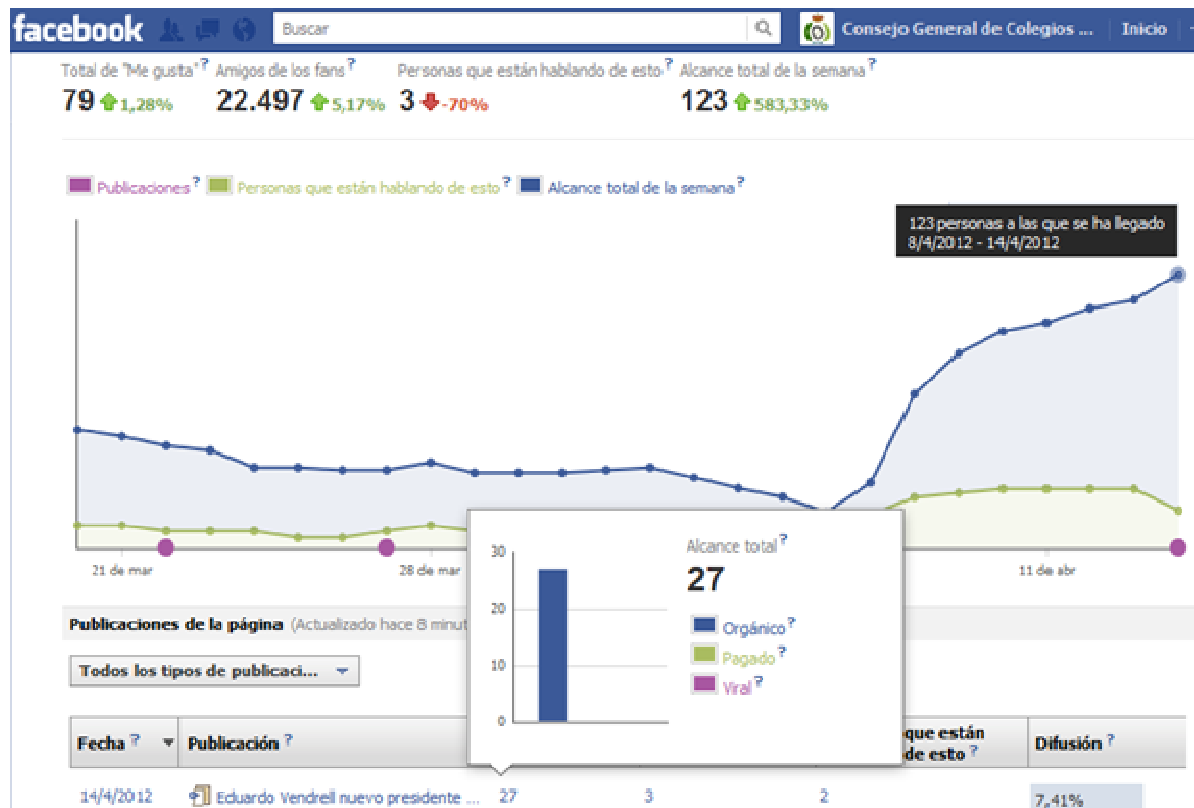 facebook Buscar Consejo General de Colegios ... Inicio
Total de "Me gusta"? Amigos de los fans? Personas que están hablando de esto? Alcance total de la semana?
79 1,28% 22.497 5,17% 3 -70% 123 583,33%
Publicaciones? Personas que están hablando de esto? Alcance total de la semana?
123 personas a las que se ha llegado
8/4/2012 - 14/4/2012
21 de mar 28 de mar 11 de abr
30
20
10
0
Alcance total?
27
Orgánico?
Pagado?
Viral?
Publicaciones de la página (Actualizado hace 8 minut
Todos los tipos de publicaci...
Fecha? Publicación? que están
de esto? Difusión?
14/4/2012 Eduardo Vendrell nuevo presidente ... 27 3 2 7,41%